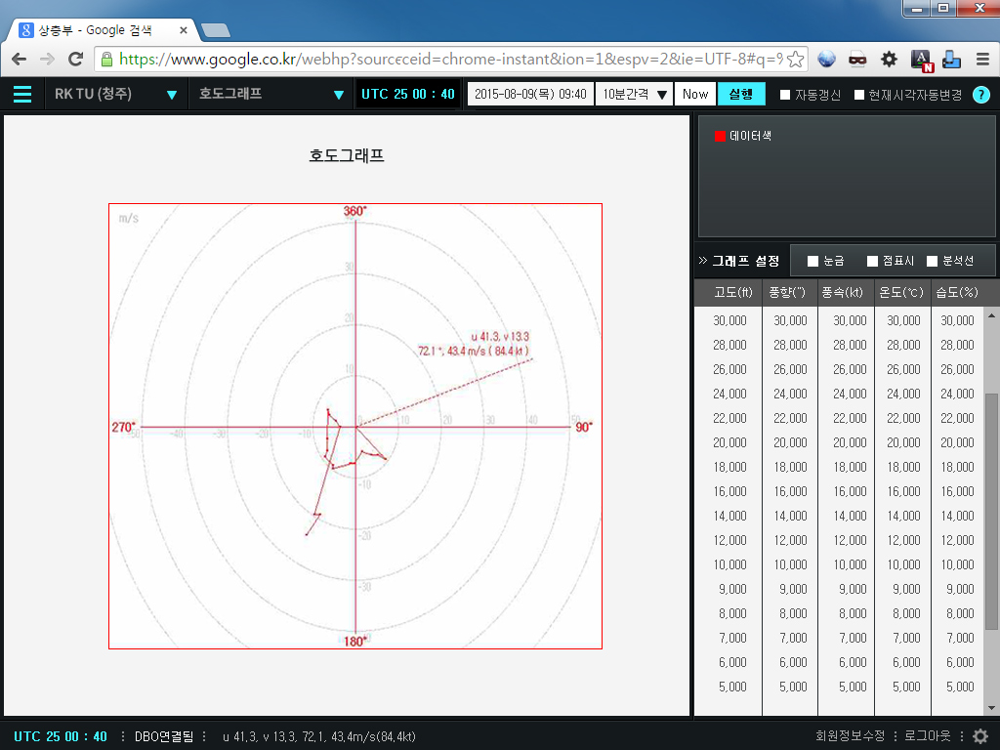 상층부 - Google 검색
https://www.google.co.kr/webhp?sourceceid=chrome-instant&ion=1&espv=2&ie=UTF-8#q=%
RK TU (청주) 호도그래프 UTC 25 00 : 40 2015-08-09(목) 09:40 10분간격 Now 실행 자동갱신 현재시각자동변경 ?
호도그래프
데이터색
m/s
360°
30
20
u 41.3, v 13.3
72.1 °, 43.4 m/s ( 84.4 kt )
10
10 20 30 40 50
270° 90°
-50 -40 -30 -20 -10
-10
-20
-30
180°
» 그래프 설정 눈금 점표시 분석선
고도(ft) 풍향(°) 풍속(kt) 온도(℃) 습도(%)
30,000 30,000 30,000 30,000 30,000
28,000 28,000 28,000 28,000 28,000
26,000 26,000 26,000 26,000 26,000
24,000 24,000 24,000 24,000 24,000
22,000 22,000 22,000 22,000 22,000
20,000 20,000 20,000 20,000 20,000
18,000 18,000 18,000 18,000 18,000
16,000 16,000 16,000 16,000 16,000
14,000 14,000 14,000 14,000 14,000
12,000 12,000 12,000 12,000 12,000
10,000 10,000 10,000 10,000 10,000
9,000 9,000 9,000 9,000 9,000
8,000 8,000 8,000 8,000 8,000
7,000 7,000 7,000 7,000 7,000
6,000 6,000 6,000 6,000 6,000
5,000 5,000 5,000 5,000 5,000
UTC 25 00 : 40 DBO연결됨 u 41,3, v 13,3, 72,1, 43,4m/s(84,4kt) 회원정보수정 로그아웃